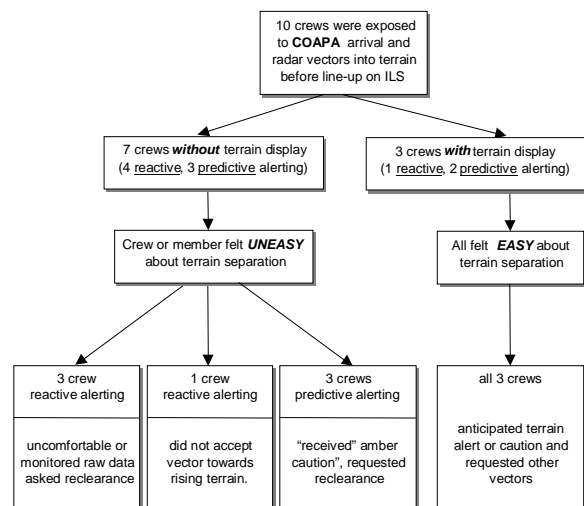 10 crews were exposed
to COAPA arrival and
radar vectors into terrain
before line-up on ILS
7 crews without terrain display
(4 reactive, 3 predictive alerting)
3 crews with terrain display
(1 reactive, 2 predictive alerting)
Crew or member felt UNEASY
about terrain separation
All felt EASY about
terrain separation
3 crew
reactive alerting
uncomfortable or
monitored raw data
asked reclearance
1 crew
reactive alerting
did not accept
vector towards
rising terrain.
3 crews
predictive alerting
“received” amber
caution”, requested
reclearance
all 3 crews
anticipated terrain
alert or caution and
requested other
vectors